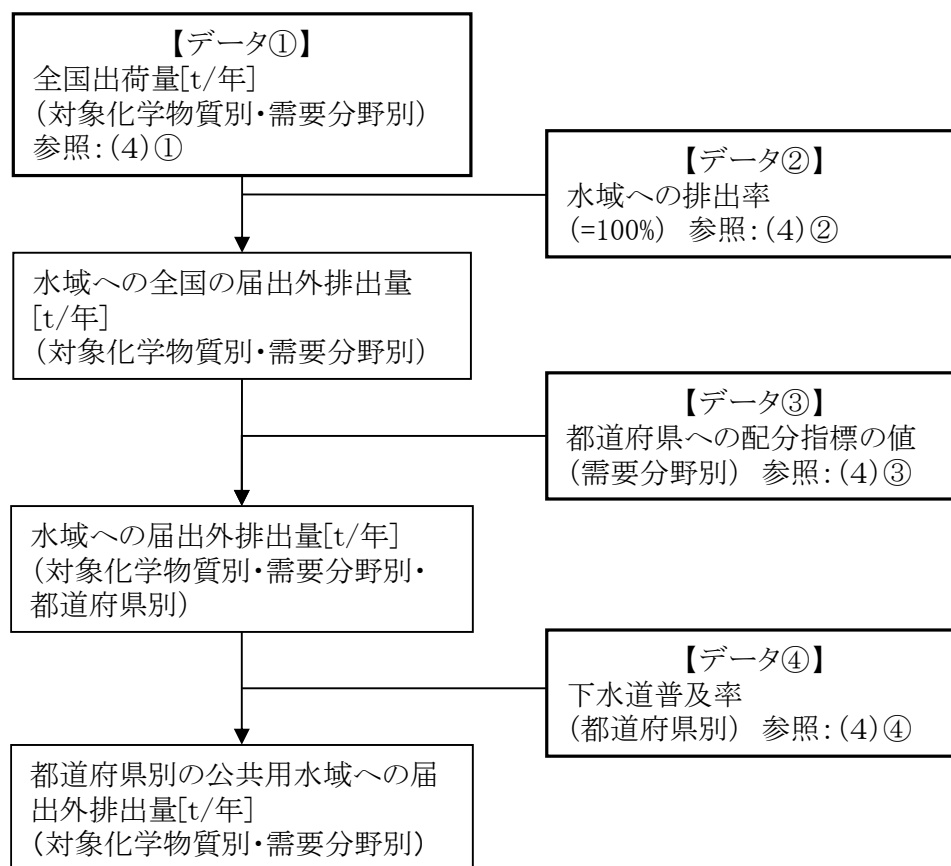 【データ①】
全国出荷量[t/年]
(対象化学物質別・需要分野別)
参照:(4)①
【データ②】
水域への排出率
(=100%) 参照:(4)②
水域への全国の届出外排出量
[t/年]
(対象化学物質別・需要分野別)
【データ③】
都道府県への配分指標の値
(需要分野別) 参照:(4)③
水域への届出外排出量[t/年]
(対象化学物質別・需要分野別・
都道府県別)
【データ④】
下水道普及率
(都道府県別) 参照:(4)④
都道府県別の公共用水域への届
出外排出量[t/年]
(対象化学物質別・需要分野別)